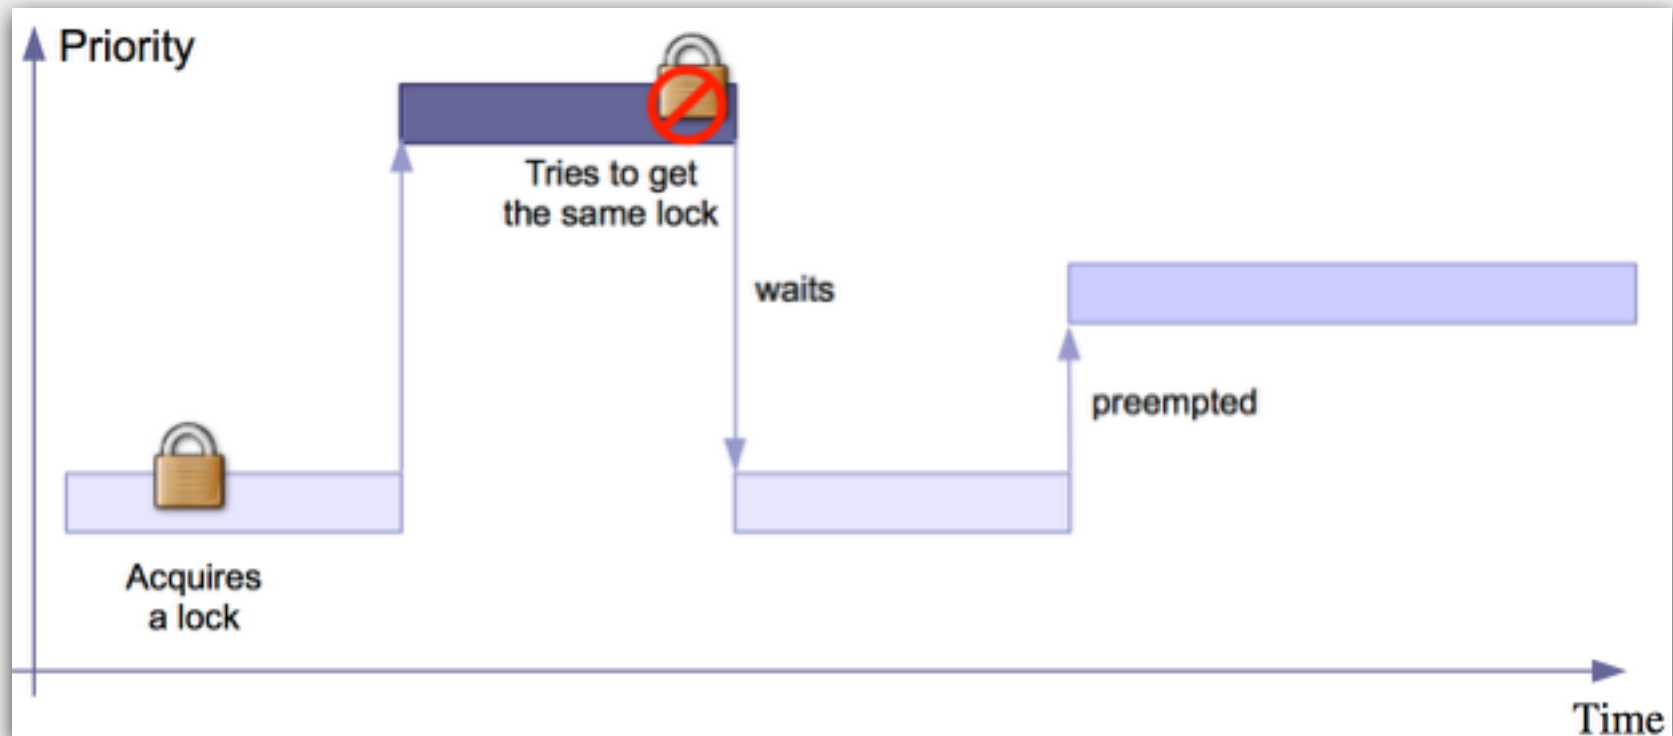 Priority
Tries to get
the same lock
waits
preempted
Acquires
a lock
Time